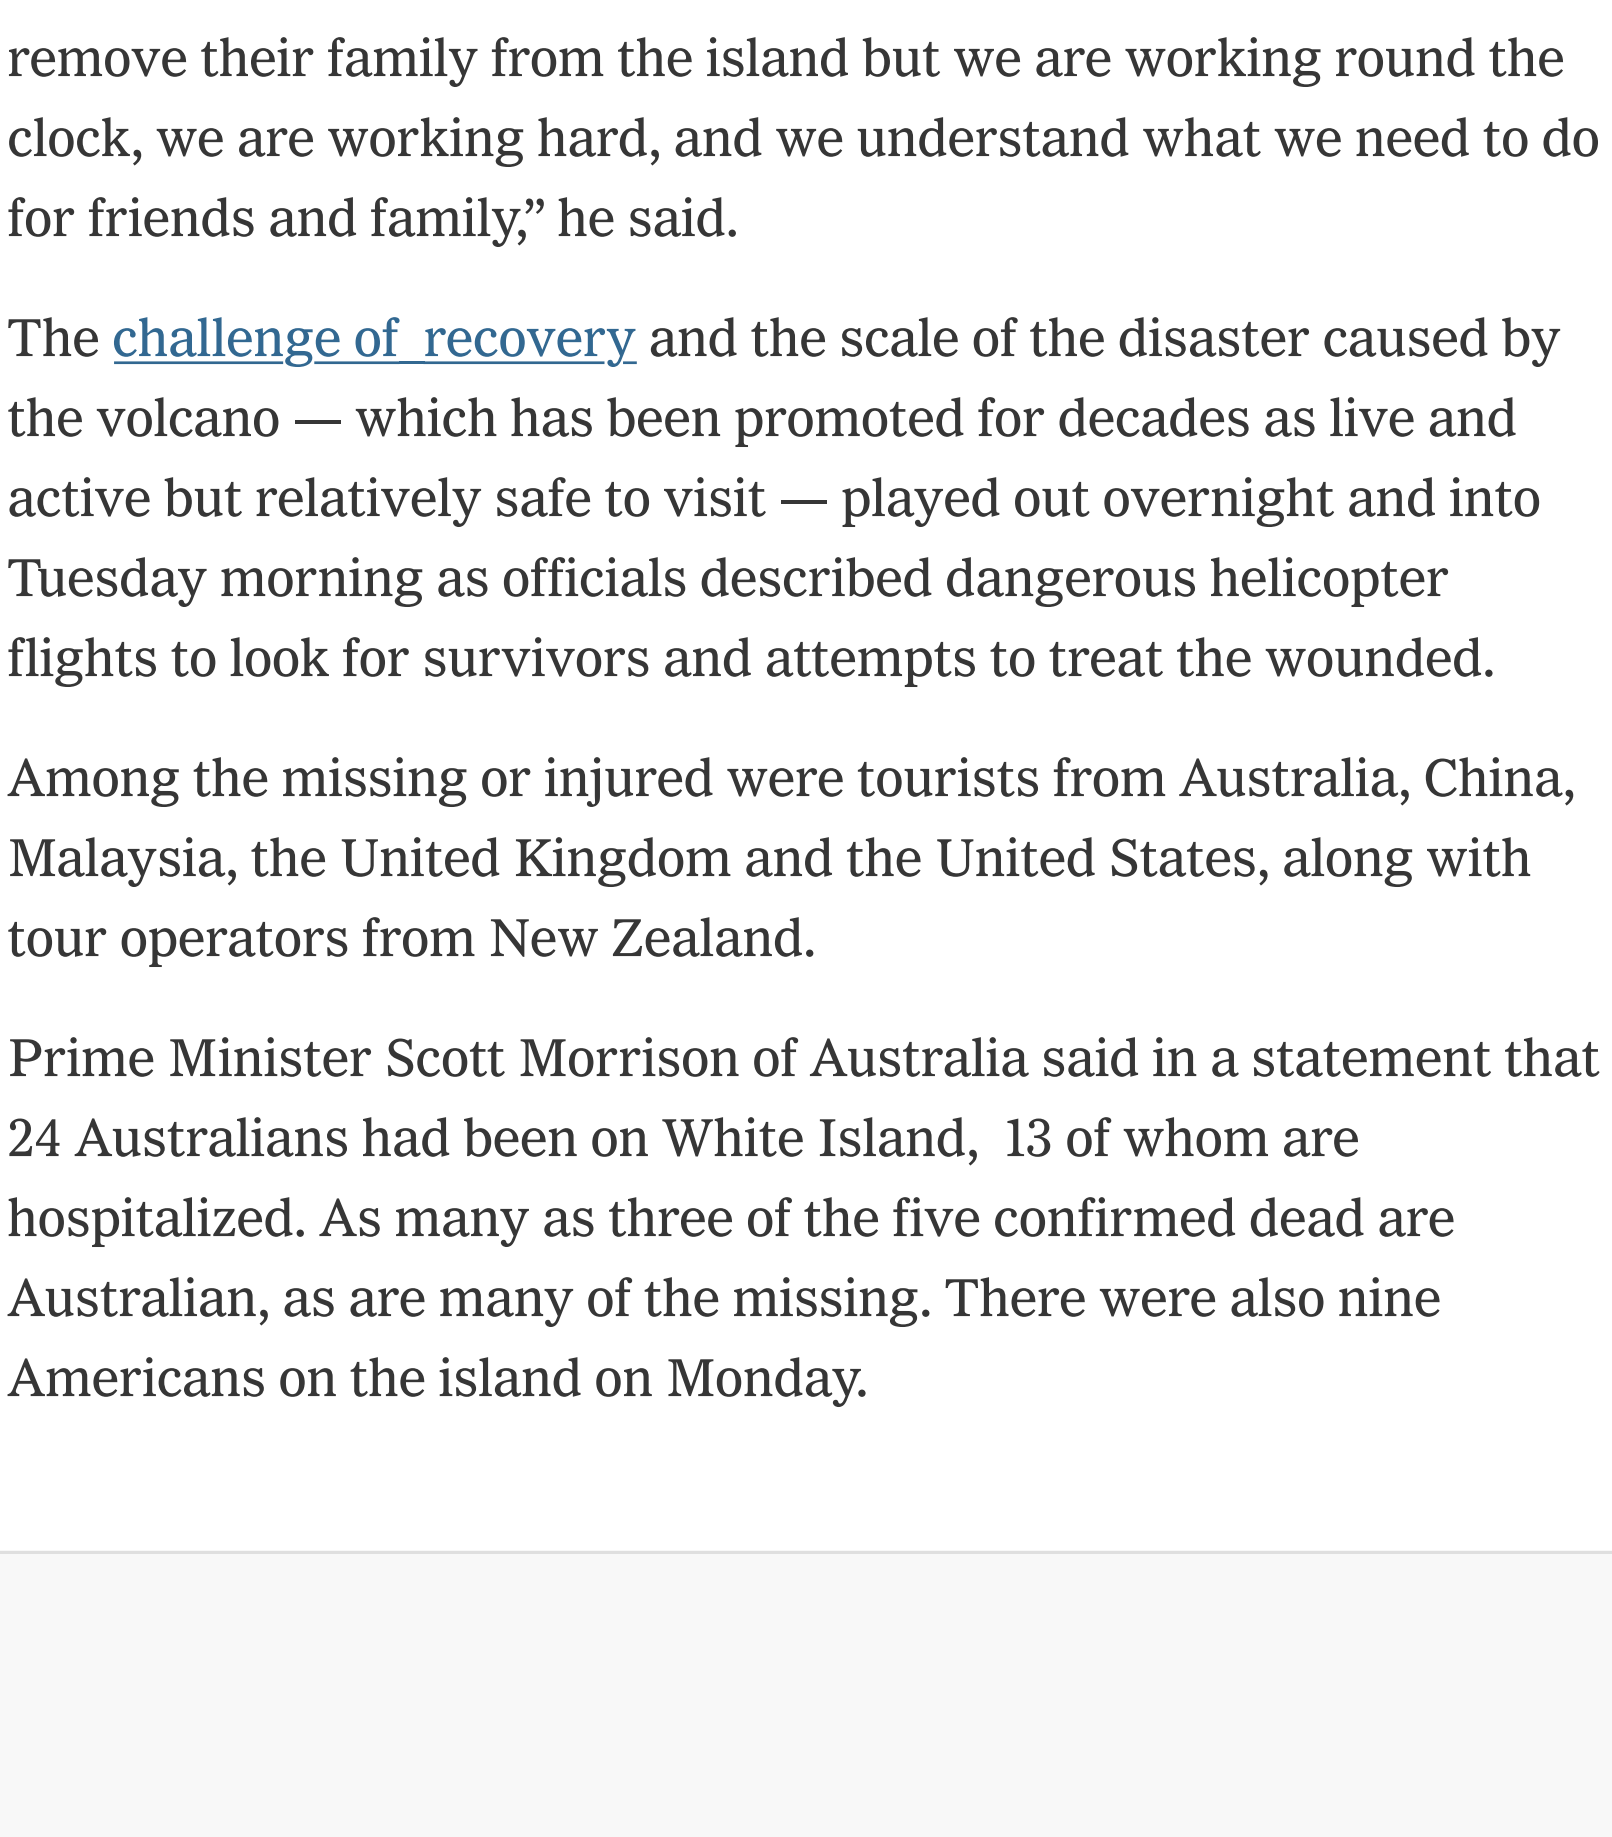 remove their family from the island but we are working round the
clock, we are working hard, and we understand what we need to do
for friends and family,” he said.
The challenge of  recovery and the scale of the disaster caused by
the volcano — which has been promoted for decades as live and
active but relatively safe to visit — played out overnight and into
Tuesday morning as officials described dangerous helicopter
flights to look for survivors and attempts to treat the wounded.
Among the missing or injured were tourists from Australia, China,
Malaysia, the United Kingdom and the United States, along with
tour operators from New Zealand.
Prime Minister Scott Morrison of Australia said in a statement that
24 Australians had been on White Island,  13 of whom are
hospitalized. As many as three of the five confirmed dead are
Australian, as are many of the missing. There were also nine
Americans on the island on Monday.